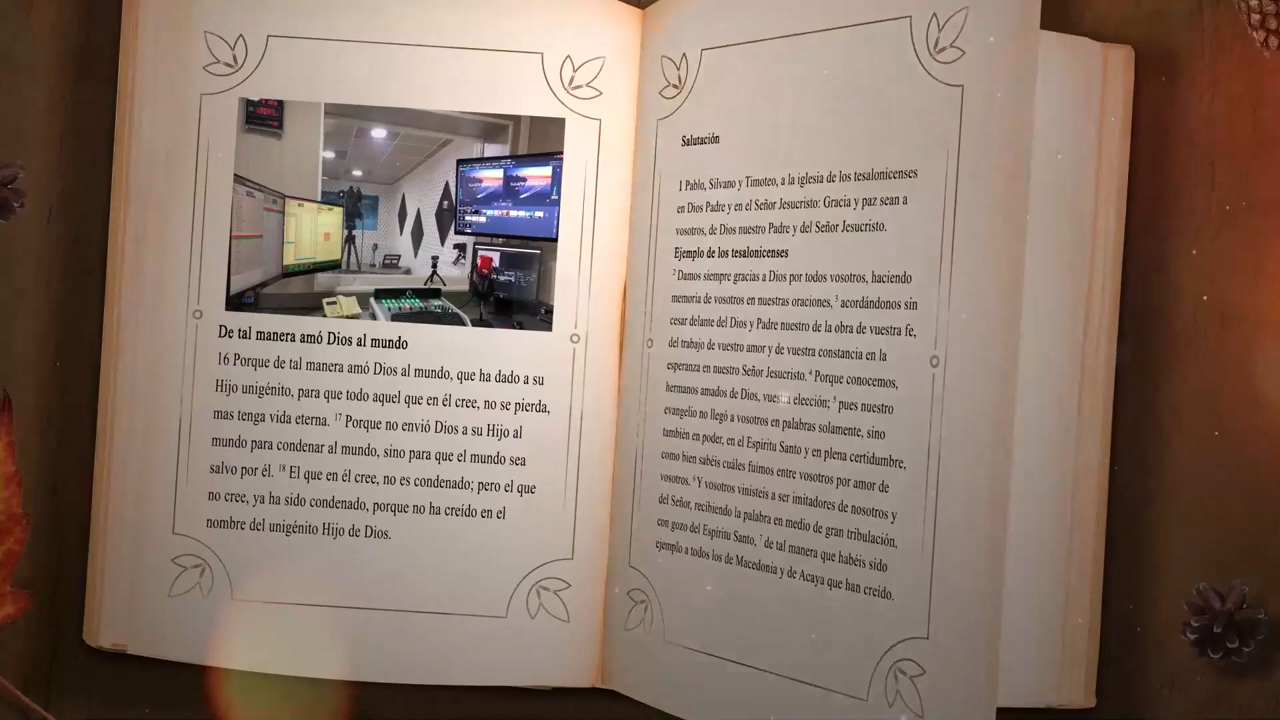 De tal manera amó Dios al mundo
16 Porque de tal manera amó Dios al mundo, que ha dado a su
Hijo unigénito, para que todo aquel que en él cree, no se pierda,
mas tenga vida eterna. 17 Porque no envió Dios a su Hijo al
mundo para condenar al mundo, sino para que el mundo sea
salvo por él. 18 El que en él cree, no es condenado; pero el que
no cree, ya ha sido condenado, porque no ha creído en el
nombre del unigénito Hijo de Dios.
Salutación
1 Pablo, Silvano y Timoteo, a la iglesia de los tesalonicenses
en Dios Padre y en el Señor Jesucristo: Gracia y paz sean a
vosotros, de Dios nuestro Padre y del Señor Jesucristo.
Ejemplo de los tesalonicenses
2 Damos siempre gracias a Dios por todos vosotros, haciendo
memoria de vosotros en nuestras oraciones, 3 acordándonos sin
cesar delante del Dios y Padre nuestro de la obra de vuestra fe,
del trabajo de vuestro amor y de vuestra constancia en la
esperanza en nuestro Señor Jesucristo. 4 Porque conocemos,
hermanos amados de Dios, vuestra elección; 5 pues nuestro
evangelio no llegó a vosotros en palabras solamente, sino
también en poder, en el Espíritu Santo y en plena certidumbre,
como bien sabéis cuáles fuimos entre vosotros por amor de
vosotros. 6 Y vosotros vinisteis a ser imitadores de nosotros y
del Señor, recibiendo la palabra en medio de gran tribulación,
con gozo del Espíritu Santo, 7 de tal manera que habéis sido
ejemplo a todos los de Macedonia y de Acaya que han creído.